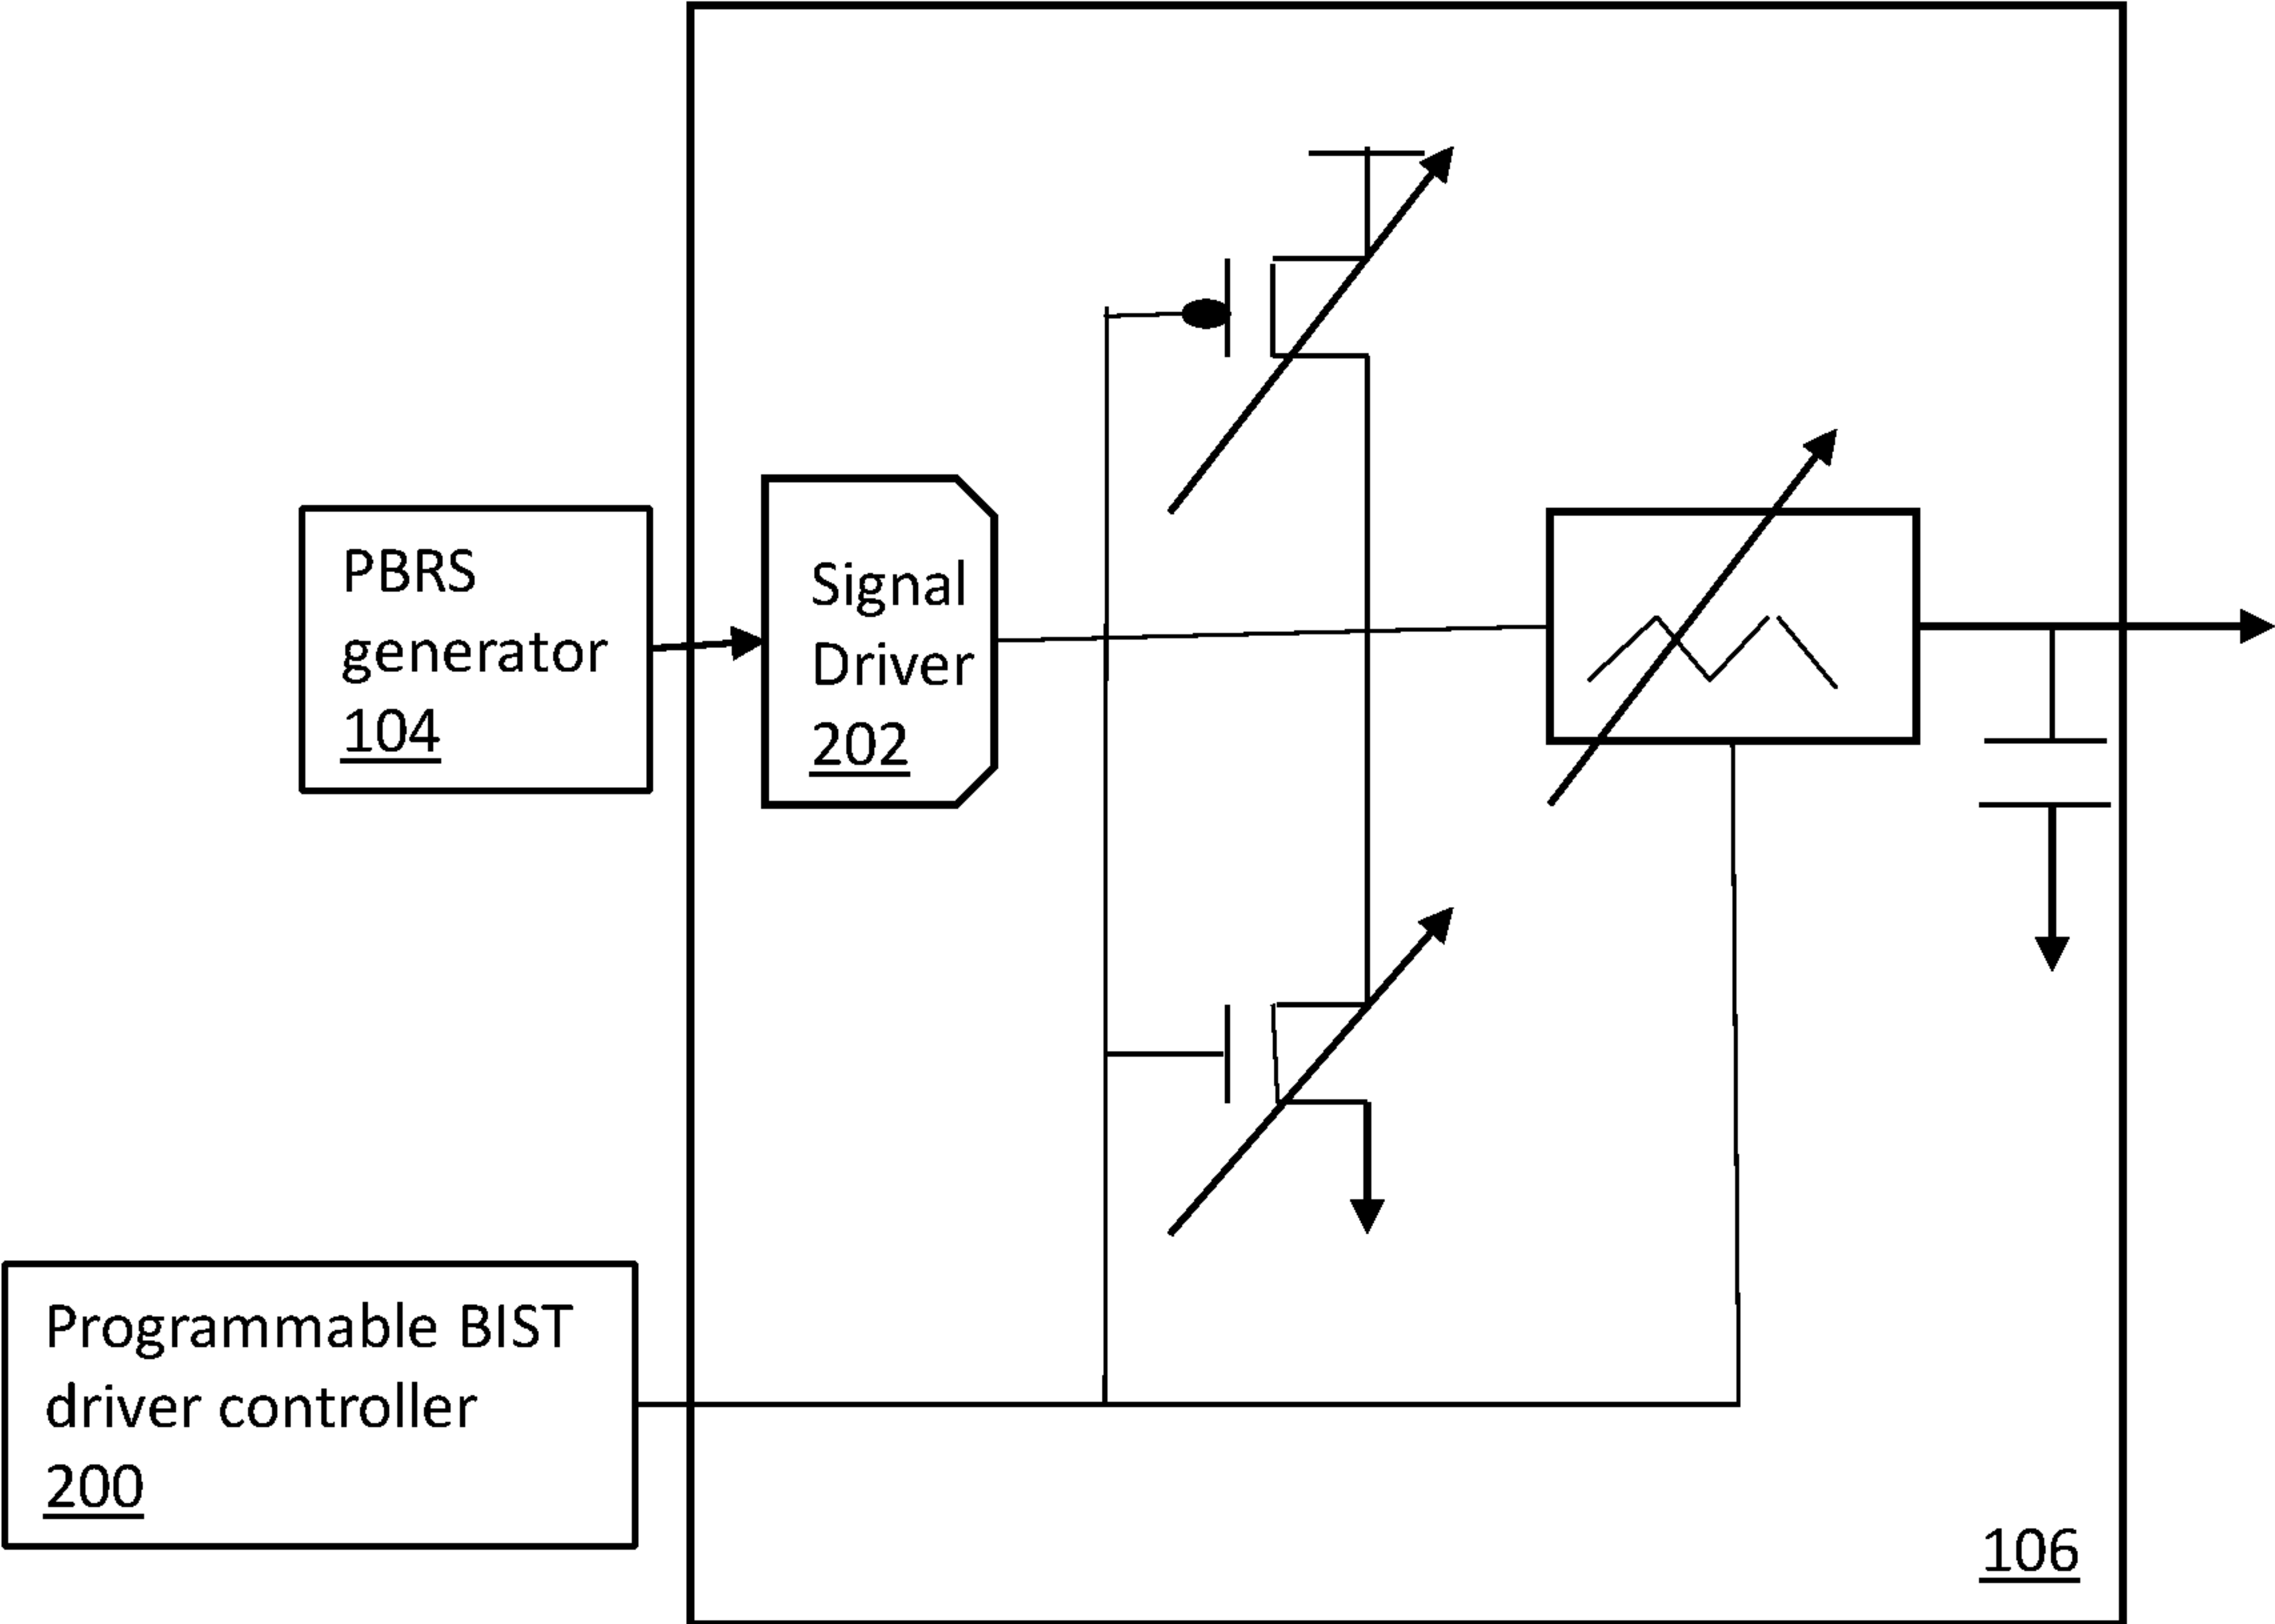 PBRS
generator
104
Signal
Driver
202
Programmable BIST
driver controller
200
106